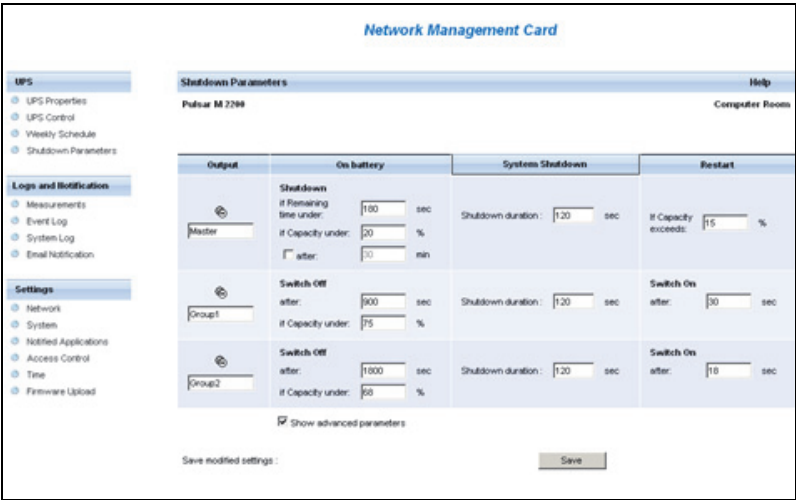 Network Management Card
UPS
UPS Properties
UPS Control
Weekly Schedule
Shutdown Parameters
Logs and Notification
Measurements
Event Log
System Log
Email Notification
Settings
Network
System
Notified Applications
Access Control
Time
Firmware Upload
Shutdown Parameters Help
Pulsar M 2200 Computer Room
Output On battery System Shutdown Restart
Master
Shutdown
if Remaining
time under: 180 sec
if Capacity under: 20 %
after: 30 min
Shutdown duration : 120 sec
If Capacity
exceeds: 15 %
Group1
Switch Off
after: 900 sec
if Capacity under: 75 %
Shutdown duration : 120 sec
Switch On
after: 30 sec
Group2
Switch Off
after: 1800 sec
if Capacity under: 68 %
Shutdown duration : 120 sec
Switch On
after: 18 sec
Show advanced parameters
Save modified settings : Save